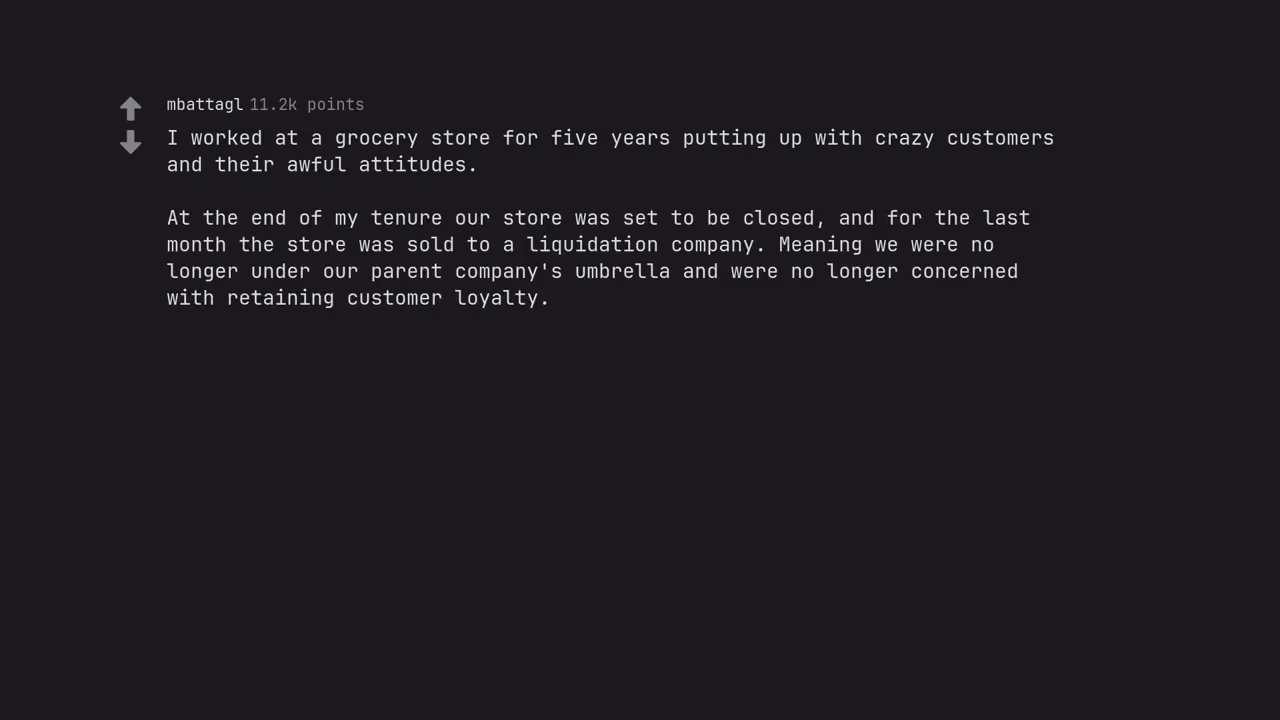 mbattagl 11.2k points
I worked at a grocery store for five years putting up with crazy customers
and their awful attitudes.
At the end of my tenure our store was set to be closed, and for the last
month the store was sold to a liquidation company. Meaning we were no
longer under our parent company's umbrella and were no longer concerned
with retaining customer loyalty.